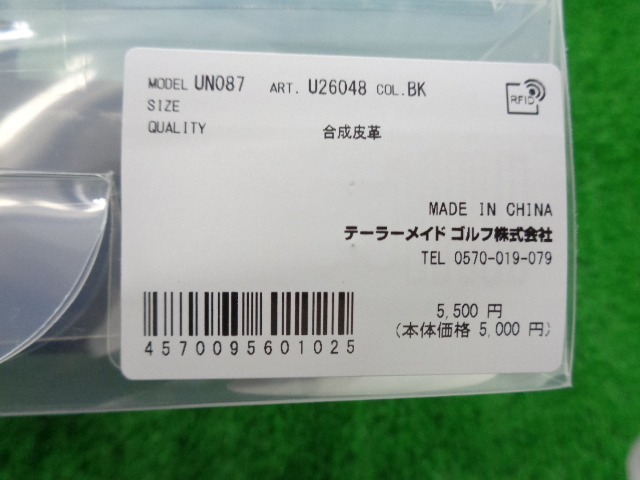 MODEL UN087 ART. U26048 COL.BK
RFID
SIZE
QUALITY 合成皮革
MADE IN CHINA
テーラーメイド ゴルフ株式会社
TEL 0570-019-079
5,500 円
(本体価格 5,000 円)
4570095601025